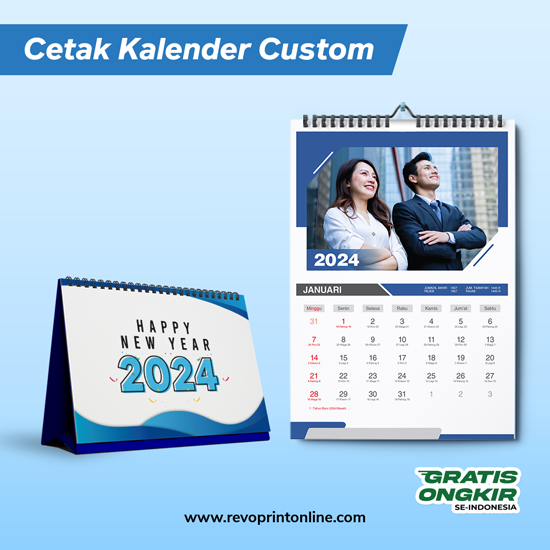 Cetak Kalender Custom
HAPPY
NEW YEAR
2024
2024
JANUARI
Minggu Senin Selasa Rabu Kamis Jum'at Sabtu
31 1 2 3 4 5 6
7 8 9 10 11 12 13
14 15 16 17 18 19 20
21 22 23 24 25 26 27
28 29 30 31 1 2 3
GRATIS
ONGKIR
SE-INDONESIA
www.revoprintonline.com